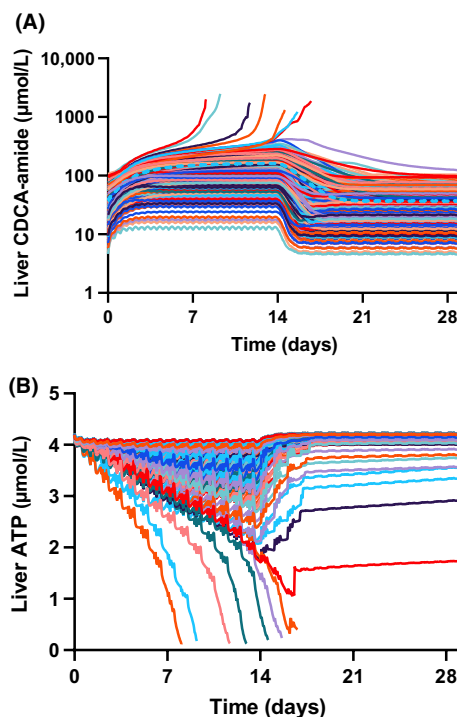 (A)
Liver CDCA-amide (µmol/L)
10,000
1000
100
10
1
0 7 14 21 28
Time (days)
(B)
Liver ATP (µmol/L)
5
4
3
2
1
0
0 7 14 21 28
Time (days)